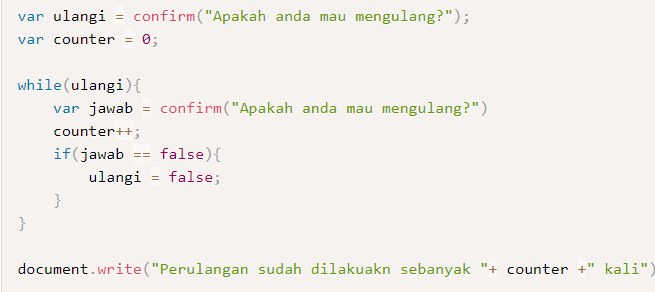 var ulangi = confirm("Apakah anda mau mengulang?");
var counter = 0;
while(ulangi){
    var jawab = confirm("Apakah anda mau mengulang?")
    counter++;
    if(jawab == false){
        ulangi = false;
    }
}
document.write("Perulangan sudah dilakuakn sebanyak "+ counter +" kali")